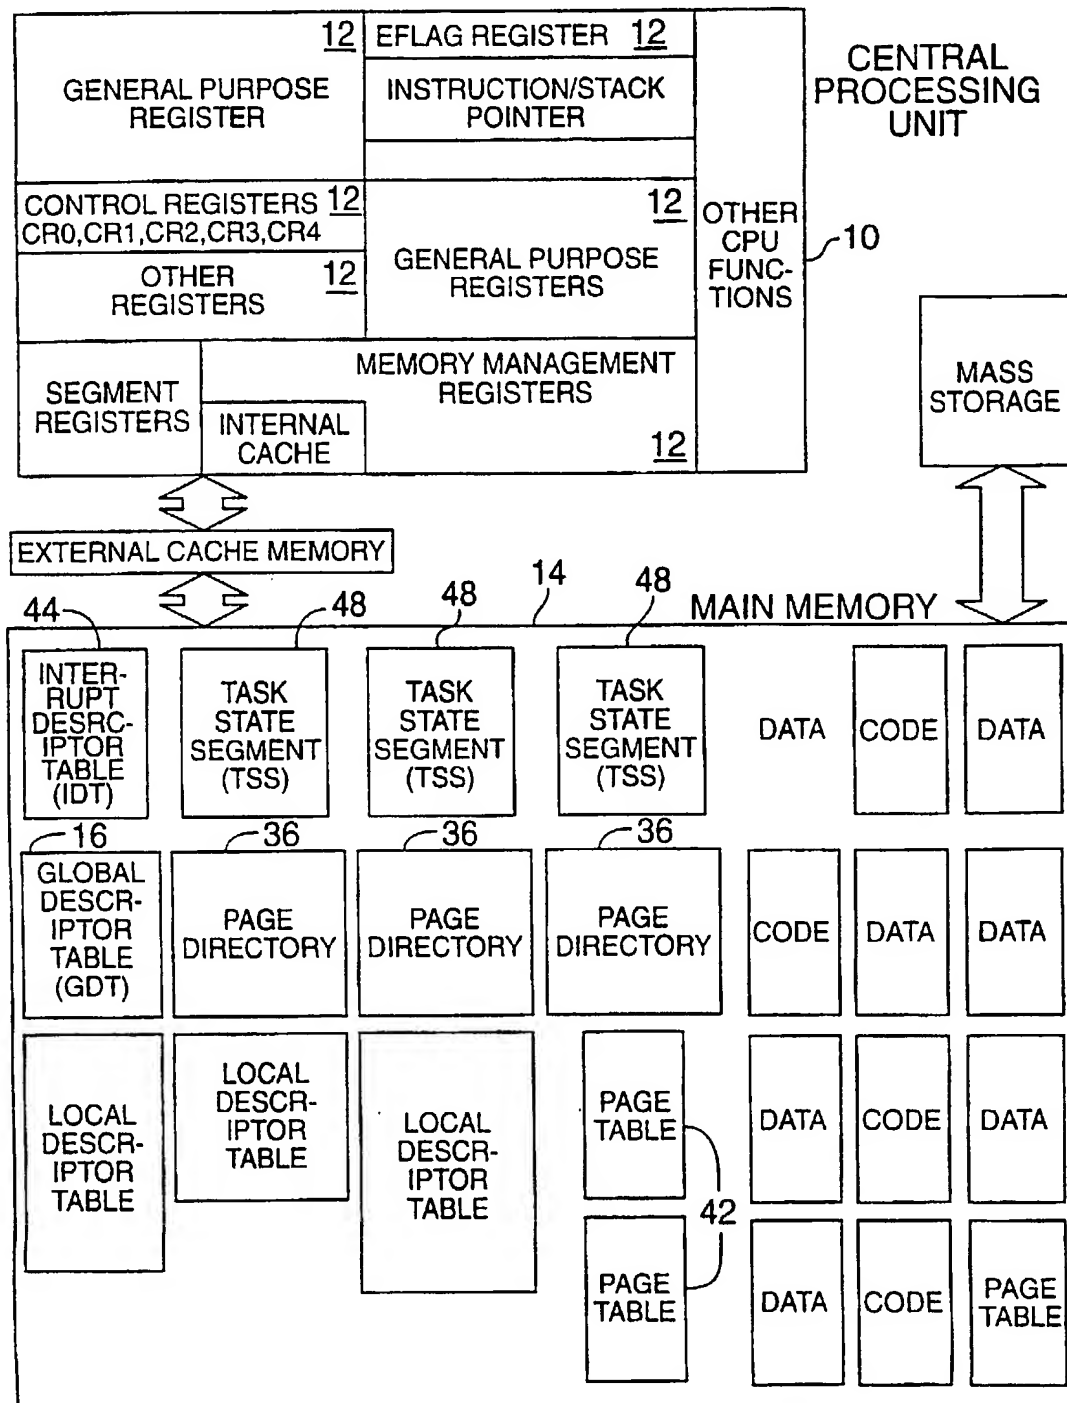 12
GENERAL PURPOSE
REGISTER
EFLAG REGISTER 12
INSTRUCTION/STACK
POINTER
CENTRAL
PROCESSING
UNIT
CONTROL REGISTERS 12
CR0,CR1,CR2,CR3,CR4
OTHER 12
REGISTERS
12
GENERAL PURPOSE
REGISTERS
OTHER
CPU
FUNC-
TIONS
10
SEGMENT
REGISTERS
MEMORY MANAGEMENT
REGISTERS
INTERNAL
CACHE
12
MASS
STORAGE
EXTERNAL CACHE MEMORY
14
MAIN MEMORY
44
INTER-
RUPT
DESRC-
IPTOR
TABLE
(IDT)
48
TASK
STATE
SEGMENT
(TSS)
48
TASK
STATE
SEGMENT
(TSS)
48
TASK
STATE
SEGMENT
(TSS)
DATA
CODE
DATA
16
GLOBAL
DESCR-
IPTOR
TABLE
(GDT)
36
PAGE
DIRECTORY
36
PAGE
DIRECTORY
36
PAGE
DIRECTORY
CODE
DATA
DATA
LOCAL
DESCR-
IPTOR
TABLE
LOCAL
DESCR-
IPTOR
TABLE
LOCAL
DESCR-
IPTOR
TABLE
PAGE
TABLE
DATA
CODE
DATA
42
PAGE
TABLE
DATA
CODE
PAGE
TABLE